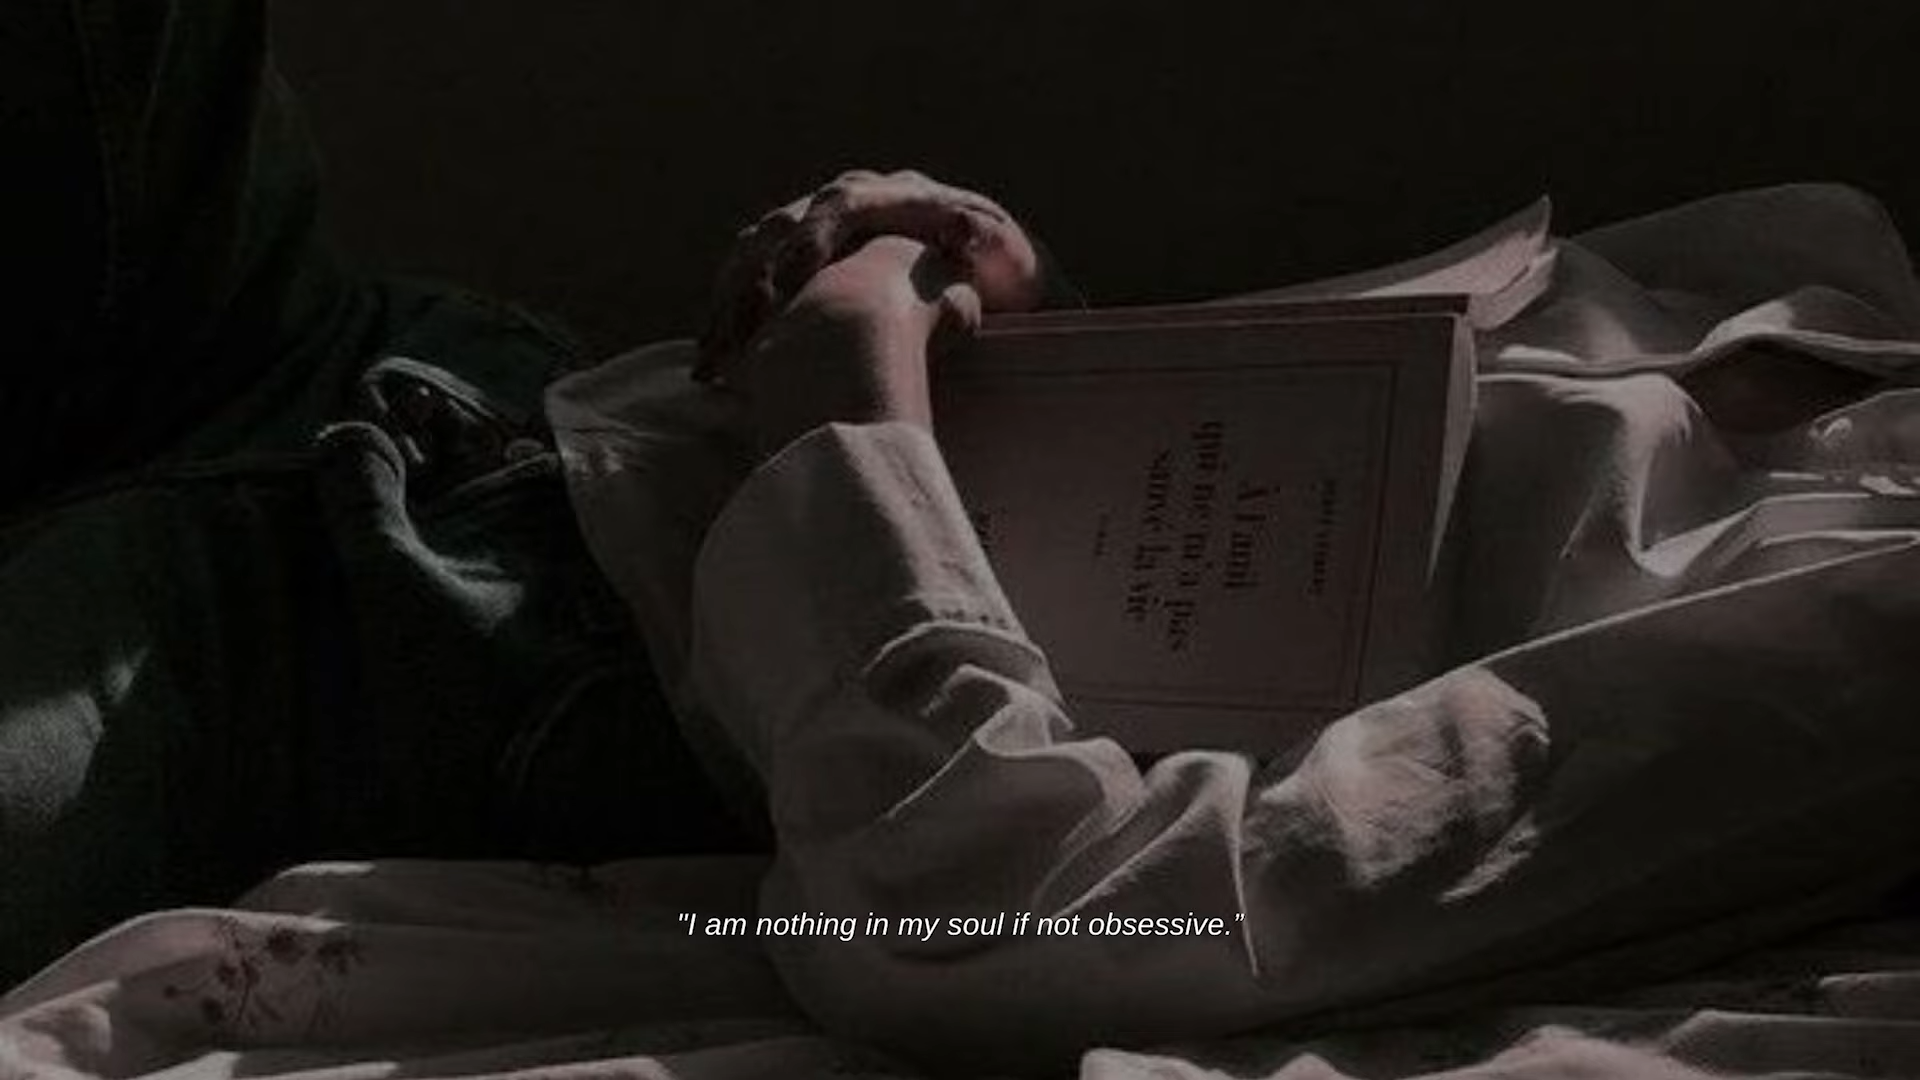 À l'ami
qui ne m'a pas
sauvé la vie
"I am nothing in my soul if not obsessive.”